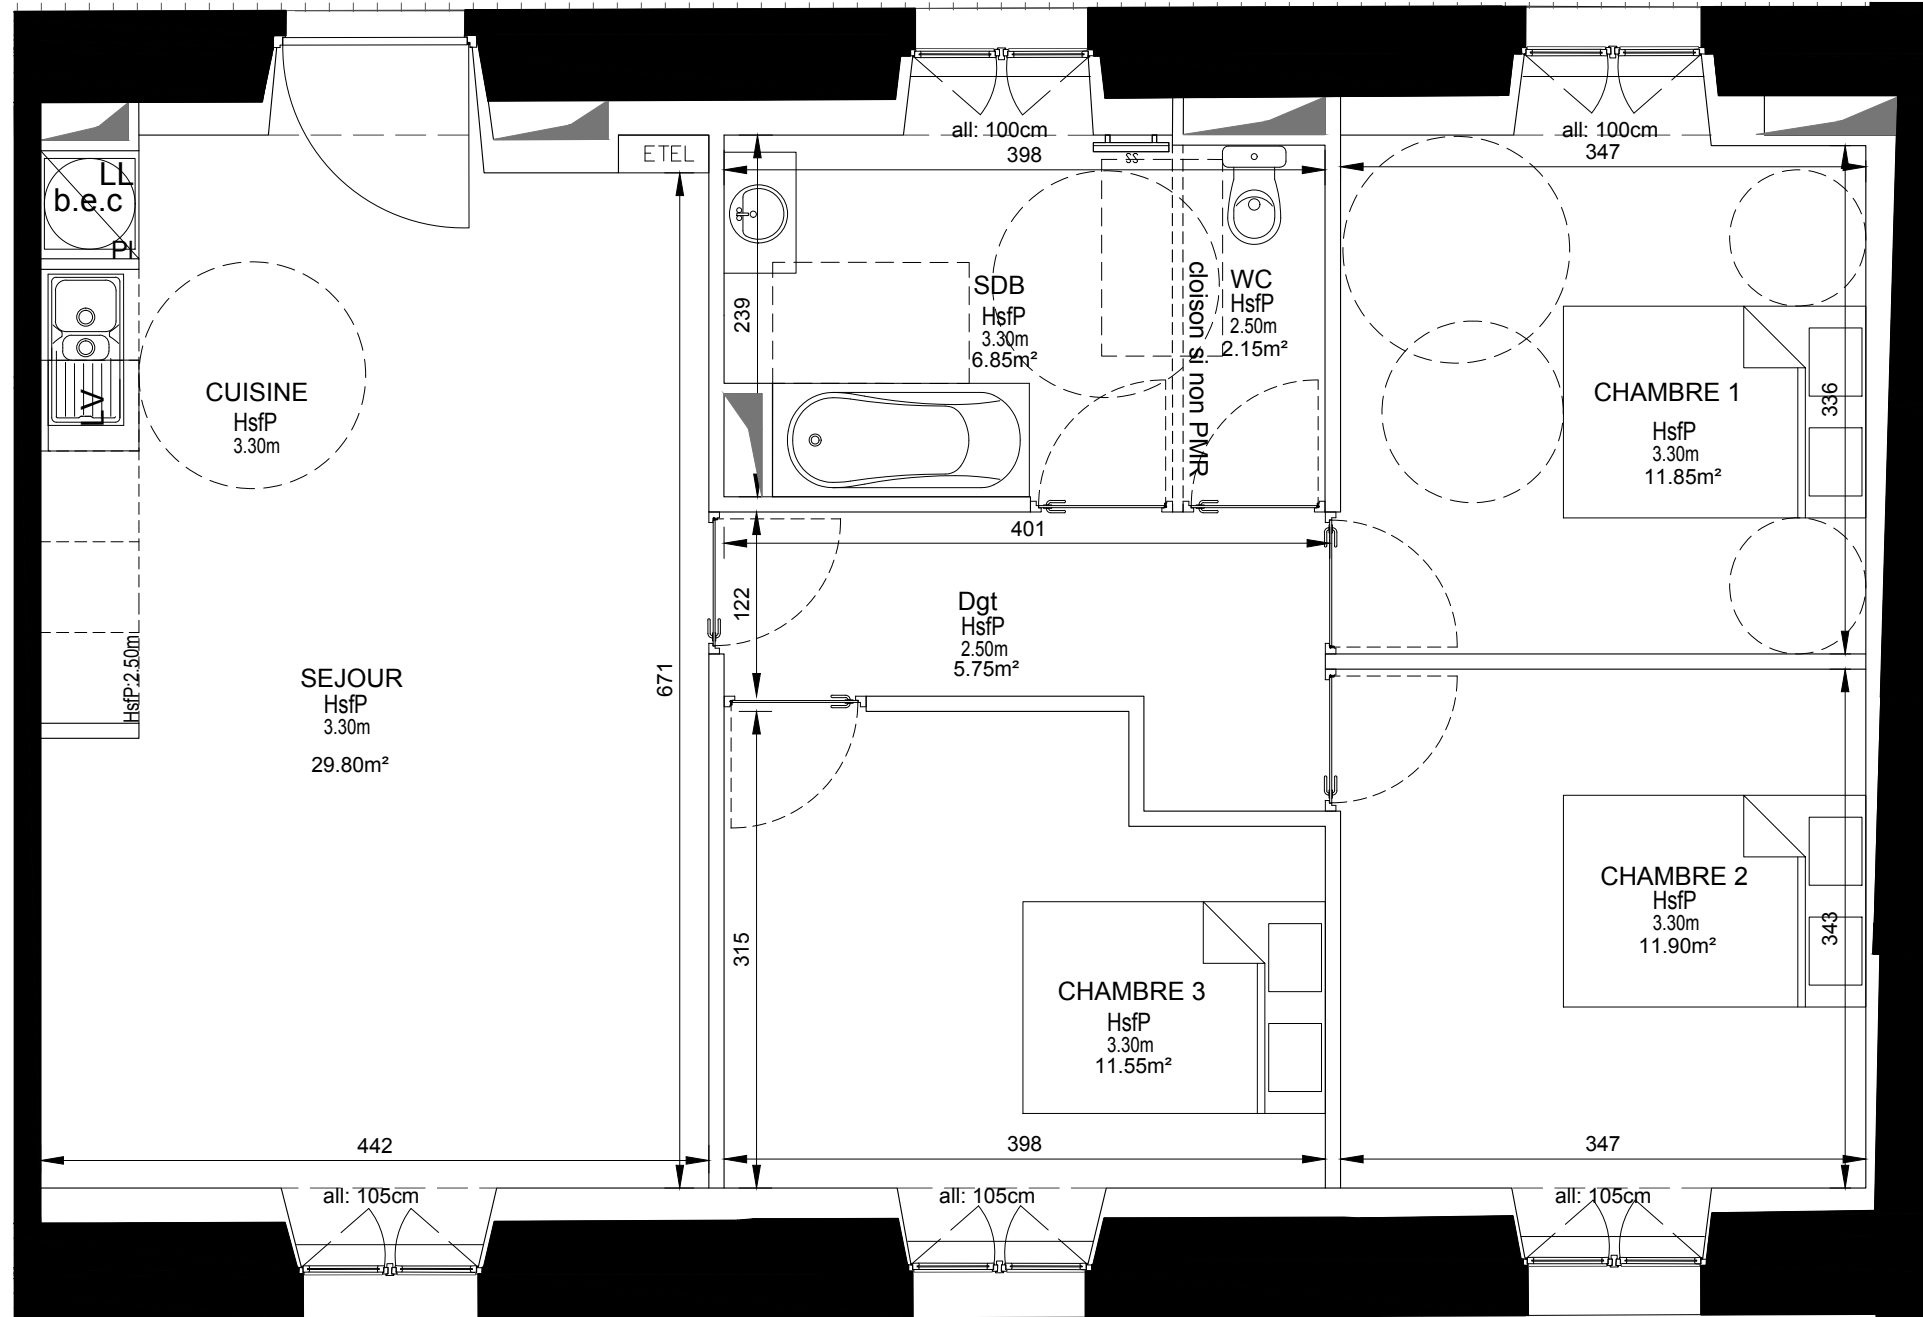 all: 100cm
398
all: 100cm
347
ETEL
LL
b.e.c
Pl
SDB
HsfP
3.30m
6.85m²
239
cloison si non PMR
WC
HsfP
2.50m
2.15m²
CUISINE
HsfP
3.30m
LV
CHAMBRE 1
HsfP
3.30m
11.85m²
336
401
122
Dgt
HsfP
2.50m
5.75m²
HsfP:2.50m
SEJOUR
HsfP
3.30m
29.80m²
671
CHAMBRE 2
HsfP
3.30m
11.90m²
343
315
CHAMBRE 3
HsfP
3.30m
11.55m²
442
398
347
all: 105cm
all: 105cm
all: 105cm